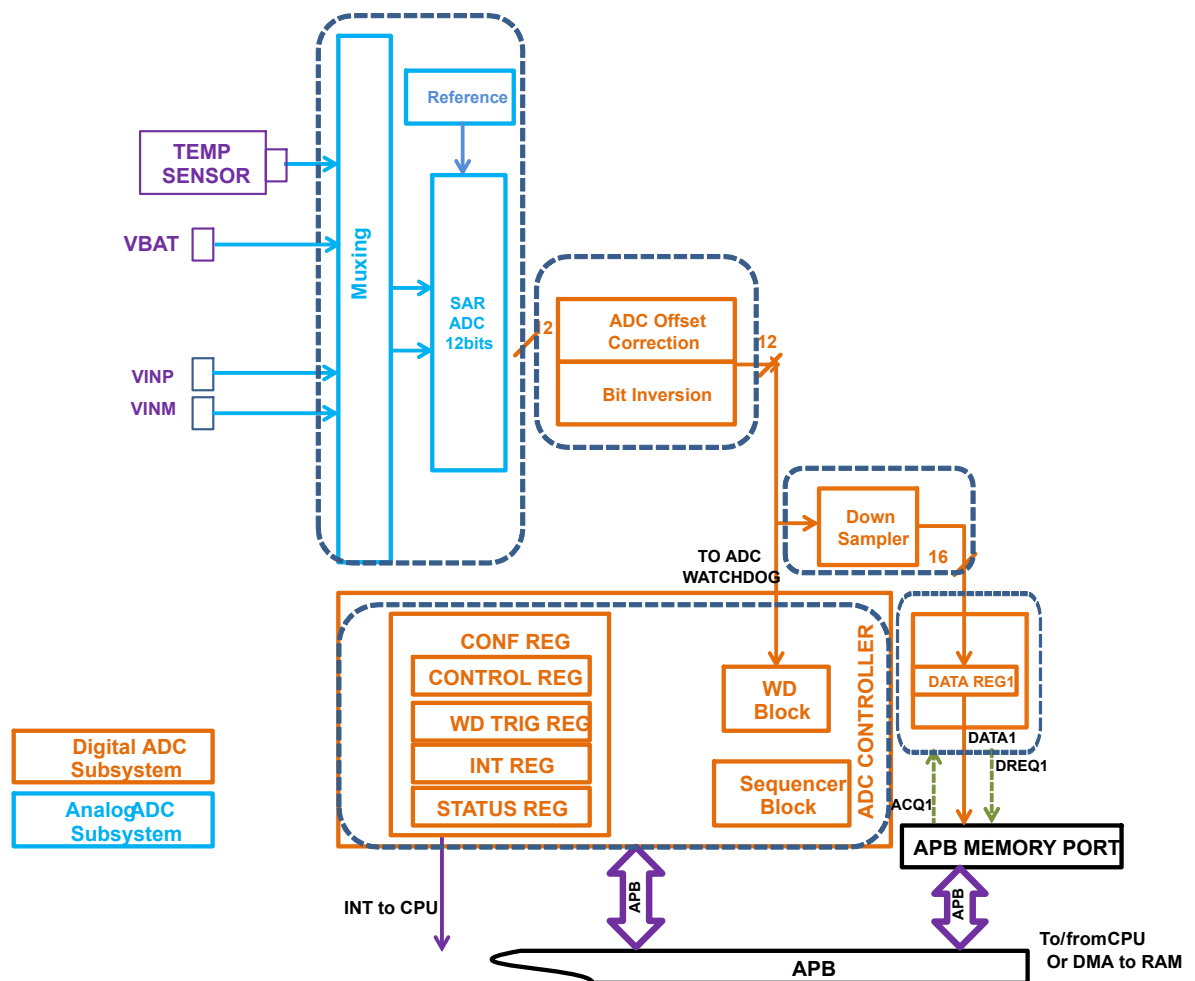 Reference
TEMP
SENSOR
VBAT
Muxing
SAR
ADC
12bits
VINP
VINM
2
ADC Offset
Correction
Bit Inversion
12
Down
Sampler
16
TO ADC
WATCHDOG
CONF REG
CONTROL REG
WD TRIG REG
INT REG
STATUS REG
WD
Block
Sequencer
Block
ADC CONTROLLER
DATA REG1
DATA1
DREQ1
ACQ1
APB MEMORY PORT
Digital ADC
Subsystem
Analog ADC
Subsystem
INT to CPU
APB
APB
To/fromCPU
Or DMA to RAM
APB